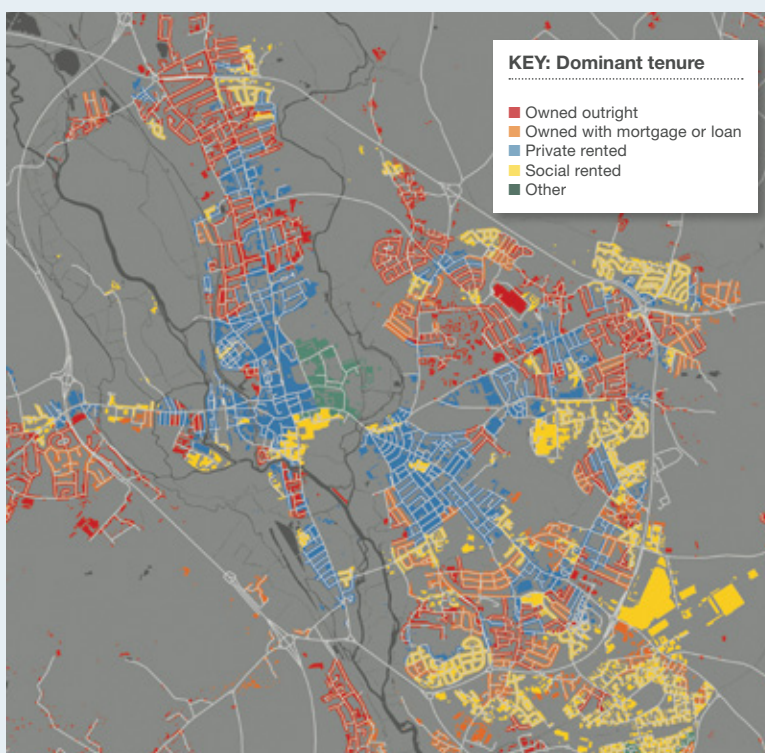 KEY: Dominant tenure
Owned outright
Owned with mortgage or loan
Private rented
Social rented
Other